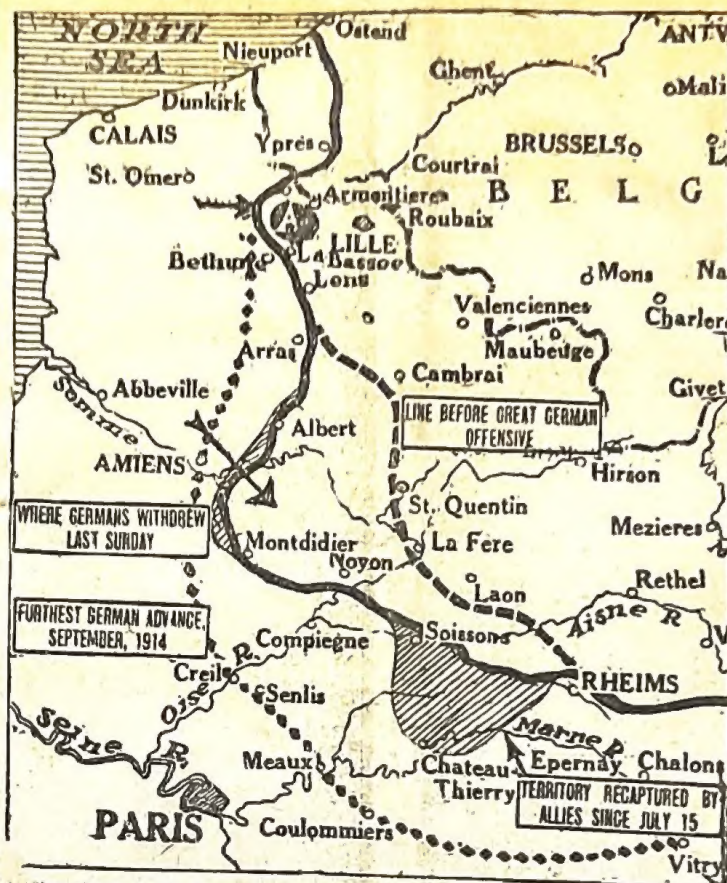 NORTH
SEA
Ostend
Nieuport
ANTW
Ghent
Dunkirk
oMali
CALAIS
Ypres
BRUSSELS
St. Omer
Courtrai
B E L G
Armentieres
Roubaix
LILLE
La
Bassee
Bethune
Lens
Mons
Na
Valenciennes
Charler
Maubeuge
Arras
Cambrai
Givet
Abbeville
Somme
Albert
LINE BEFORE GREAT GERMAN
OFFENSIVE
AMIENS
Hirson
St. Quentin
WHERE GERMANS WITHDREW
LAST SUNDAY
Mezieres
Montdidier
La Fere
Noyon
Laon
Rethel
FURTHEST GERMAN ADVANCE,
SEPTEMBER, 1914
Compiegne
Soissons
Aisne R
V
Creil
Oise R.
Senlis
RHEIMS
Seine R.
Marne R.
Meaux
Chateau
Thierry
Epernay
Chalons
TERRITORY RECAPTURED BY
ALLIES SINCE JULY 15
PARIS
Coulommiers
Vitry